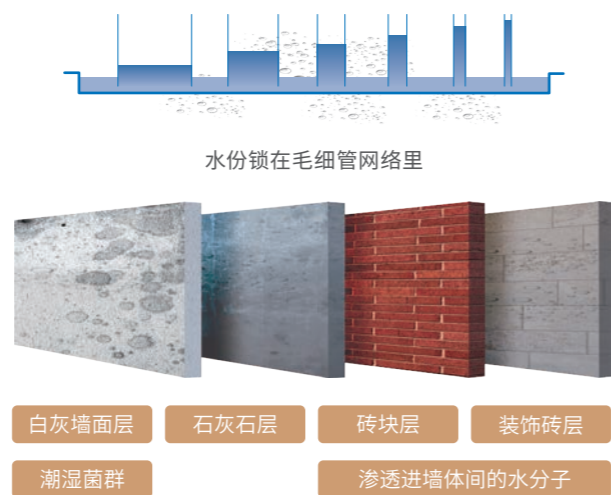 水份锁在毛细管网络里
白灰墙面层
石灰石层
砖块层
装饰砖层
潮湿菌群
渗透进墙体间的水分子